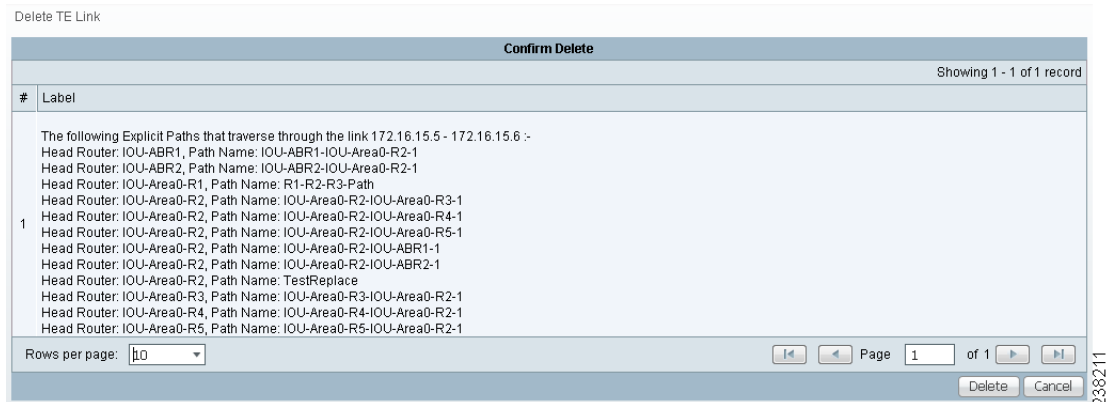 Delete TE Link
Confirm Delete
Showing 1 - 1 of 1 record
# Label
The following Explicit Paths that traverse through the link 172.16.15.5 - 172.16.15.6 :-
Head Router: IOU-ABR1, Path Name: IOU-ABR1-IOU-Area0-R2-1
Head Router: IOU-ABR2, Path Name: IOU-ABR2-IOU-Area0-R2-1
Head Router: IOU-Area0-R1, Path Name: R1-R2-R3-Path
Head Router: IOU-Area0-R2, Path Name: IOU-Area0-R2-IOU-Area0-R3-1
Head Router: IOU-Area0-R2, Path Name: IOU-Area0-R2-IOU-Area0-R4-1
Head Router: IOU-Area0-R2, Path Name: IOU-Area0-R2-IOU-Area0-R5-1
1
Head Router: IOU-Area0-R2, Path Name: IOU-Area0-R2-IOU-ABR1-1
Head Router: IOU-Area0-R2, Path Name: IOU-Area0-R2-IOU-ABR2-1
Head Router: IOU-Area0-R2, Path Name: TestReplace
Head Router: IOU-Area0-R3, Path Name: IOU-Area0-R3-IOU-Area0-R2-1
Head Router: IOU-Area0-R4, Path Name: IOU-Area0-R4-IOU-Area0-R2-1
Head Router: IOU-Area0-R5, Path Name: IOU-Area0-R5-IOU-Area0-R2-1
Rows per page: 10 Page 1 of 1
Delete Cancel
238211